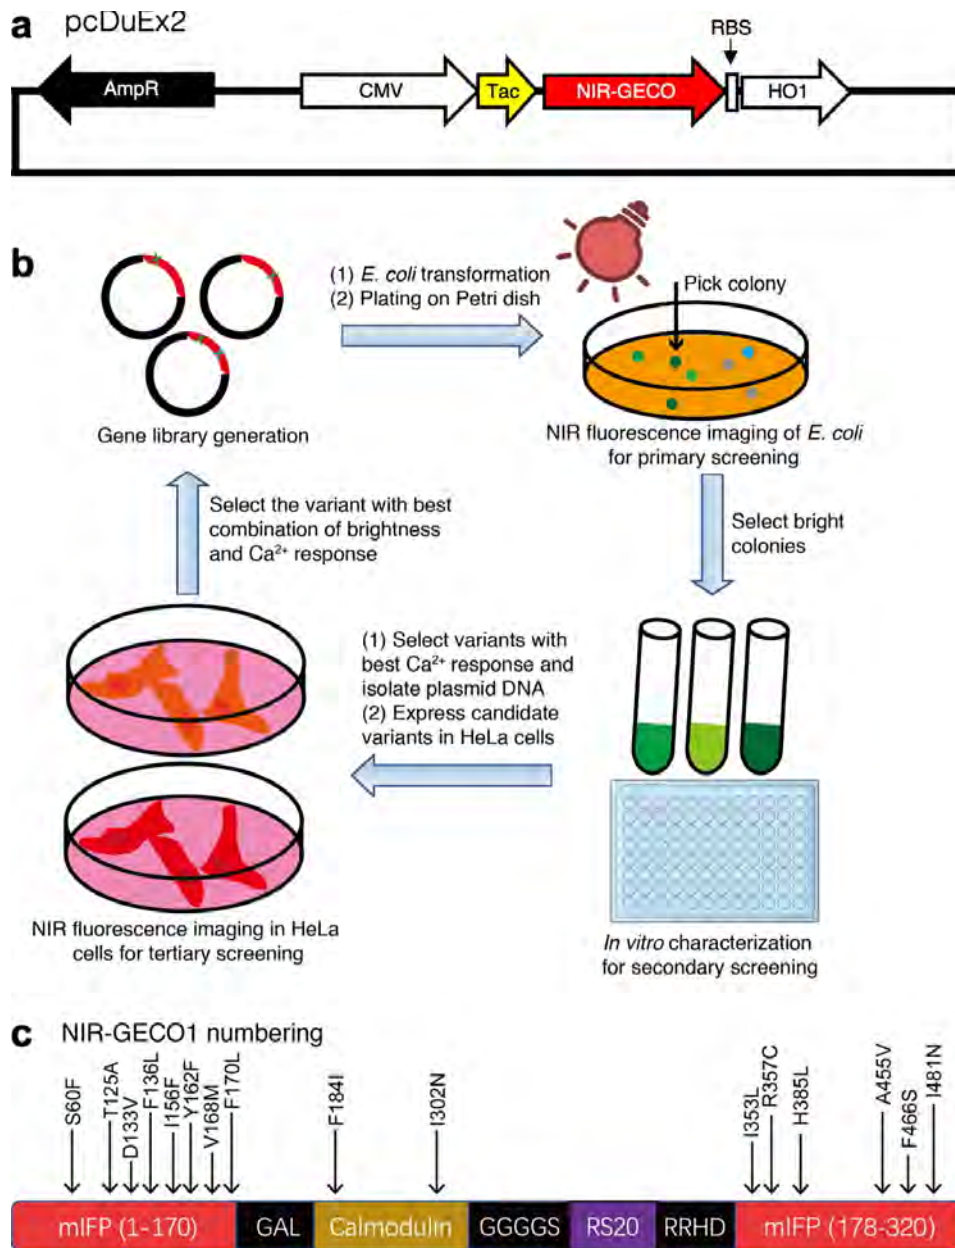 a pcDuEx2
RBS
AmpR
CMV
Tac
NIR-GECO
HO1
b
(1) E. coli transformation
(2) Plating on Petri dish
Pick colony
Gene library generation
NIR fluorescence imaging of E. coli
for primary screening
Select the variant with best
combination of brightness
and Ca²⁺ response
Select bright
colonies
(1) Select variants with
best Ca²⁺ response and
isolate plasmid DNA
(2) Express candidate
variants in HeLa cells
NIR fluorescence imaging in HeLa
cells for tertiary screening
In vitro characterization
for secondary screening
c NIR-GECO1 numbering
S60F
T125A
D133V
F136L
I156F
Y162F
V168M
F170L
F184I
I302N
I353L
R357C
H385L
A455V
F466S
I481N
mIFP (1-170)
GAL
Calmodulin
GGGGS
RS20
RRHD
mIFP (178-320)